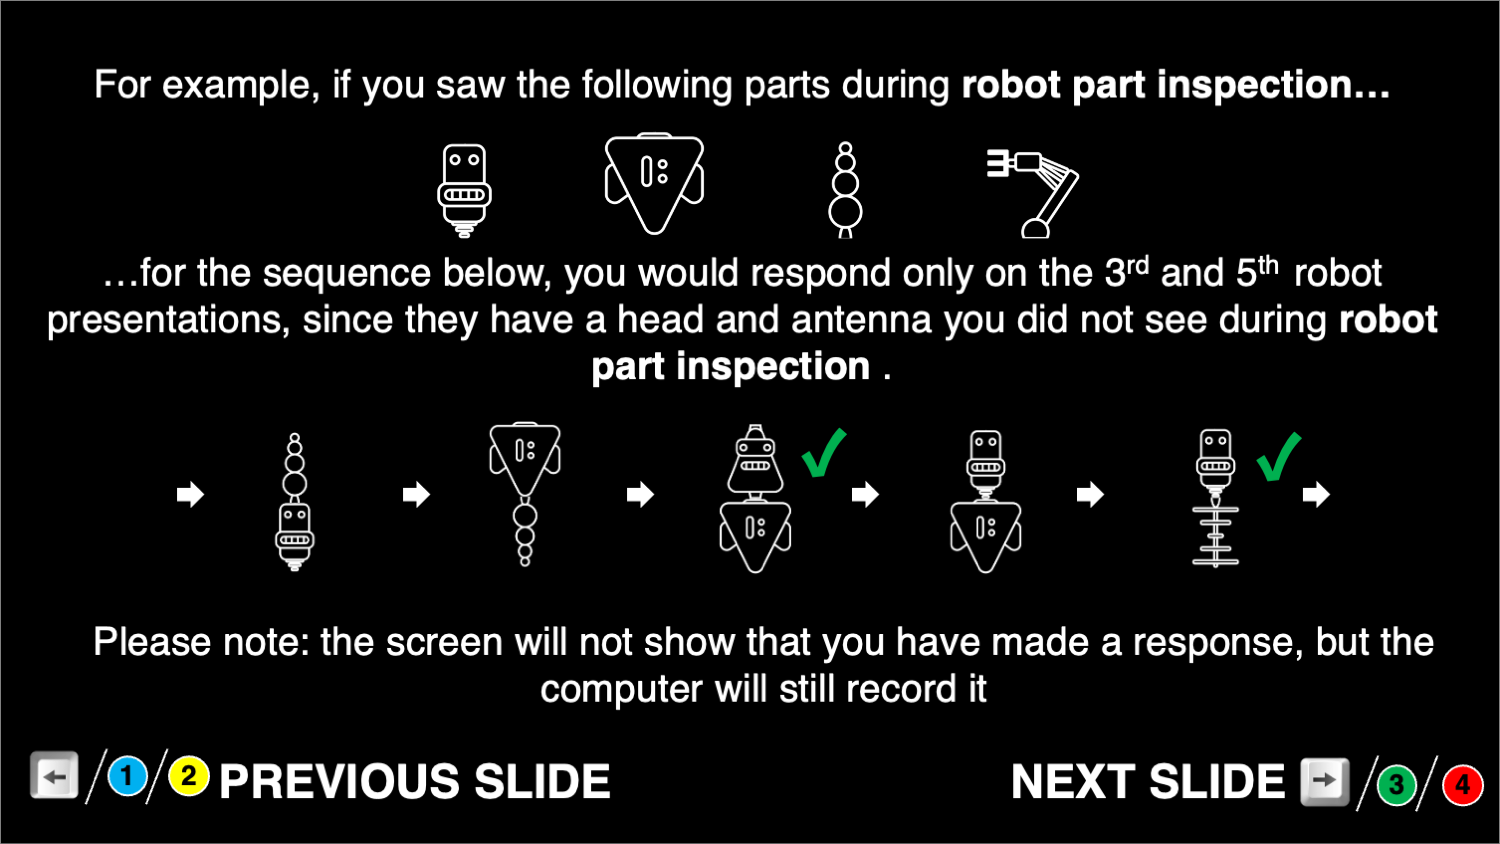 For example, if you saw the following parts during robot part inspection…
…for the sequence below, you would respond only on the 3rd and 5th robot
presentations, since they have a head and antenna you did not see during robot
part inspection .
Please note: the screen will not show that you have made a response, but the
computer will still record it
1 2 PREVIOUS SLIDE
NEXT SLIDE 3 4